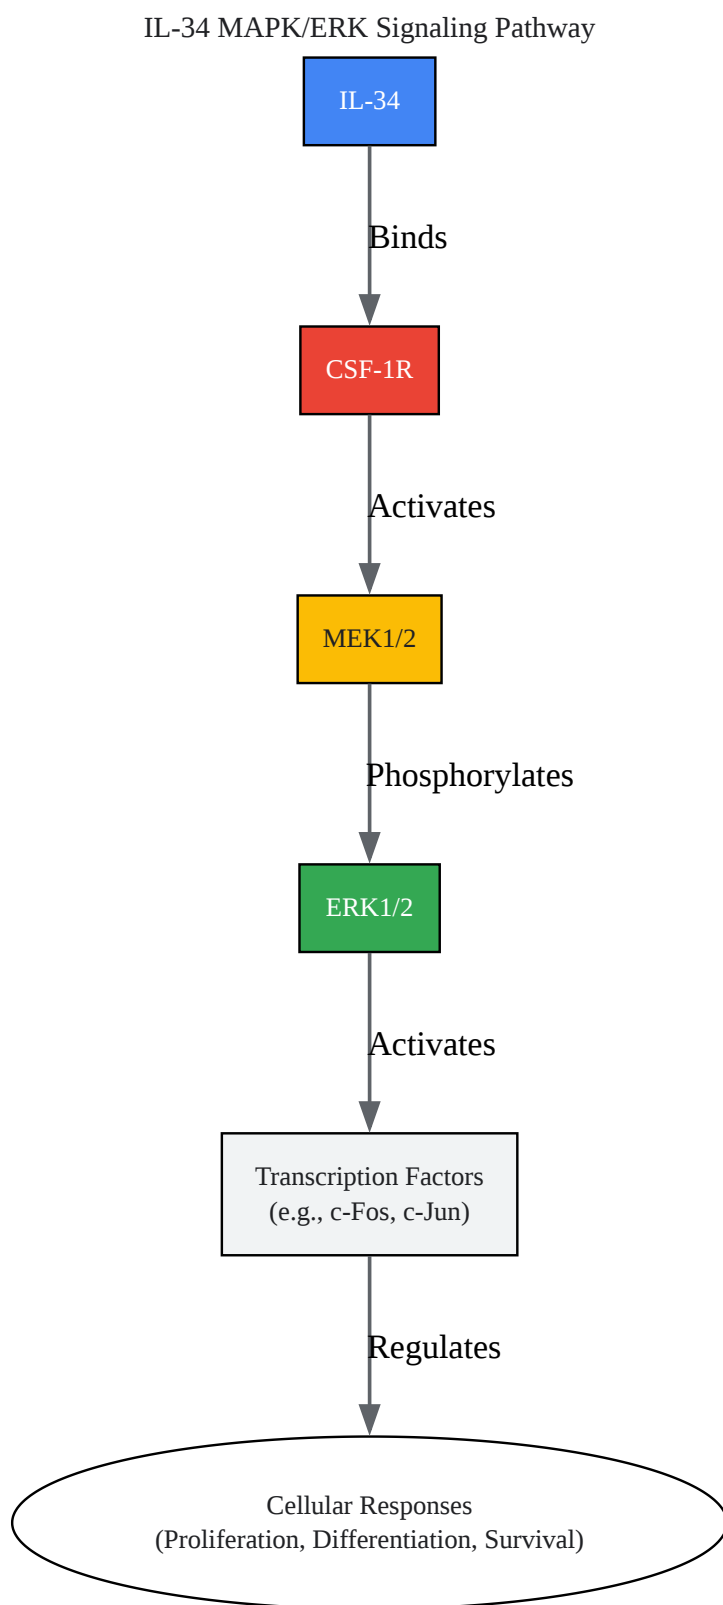 IL-34 MAPK/ERK Signaling Pathway
IL-34
Binds
CSF-1R
Activates
MEK1/2
Phosphorylates
ERK1/2
Activates
Transcription Factors
(e.g., c-Fos, c-Jun)
Regulates
Cellular Responses
(Proliferation, Differentiation, Survival)